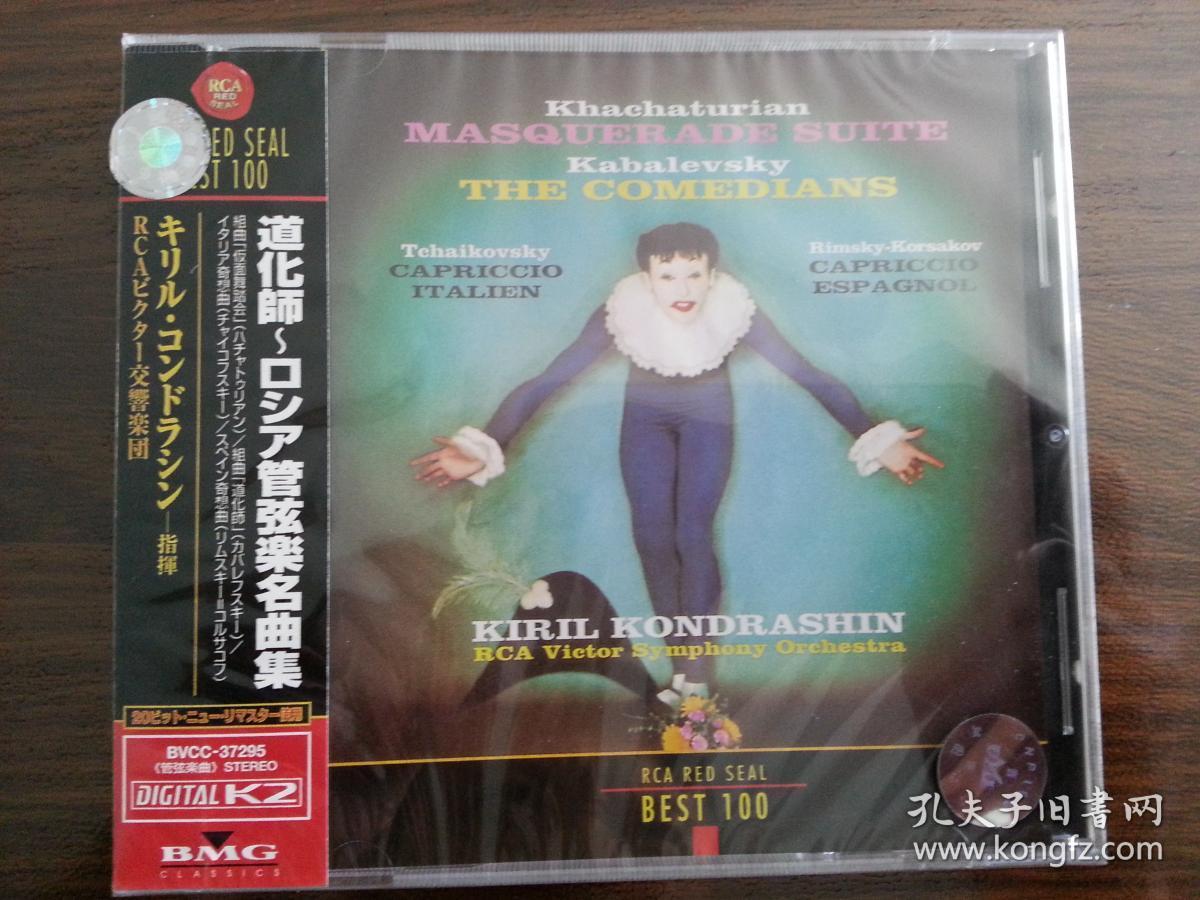 RCA
RED
SEAL
RED SEAL
BEST 100
道化師～ロシア管弦楽名曲集
組曲「仮面舞踏会」(ハチャトゥリアン)／組曲「道化師」(カバレフスキー)／
イタリア奇想曲(チャイコフスキー)／スペイン奇想曲(リムスキー=コルサコフ)
キリル・コンドラシン―指揮
RCAビクター交響楽団
20ビット・ニュー・リマスター使用
BVCC-37295
《管弦楽曲》 STEREO
DIGITAL K2
BMG
CLASSICS
Khachaturian
MASQUERADE SUITE
Kabalevsky
THE COMEDIANS
Tchaikovsky
CAPRICCIO
ITALIEN
Rimsky-Korsakov
CAPRICCIO
ESPAGNOL
KIRIL KONDRASHIN
RCA Victor Symphony Orchestra
RCA RED SEAL
BEST 100
孔夫子旧书网
www.kongfz.com